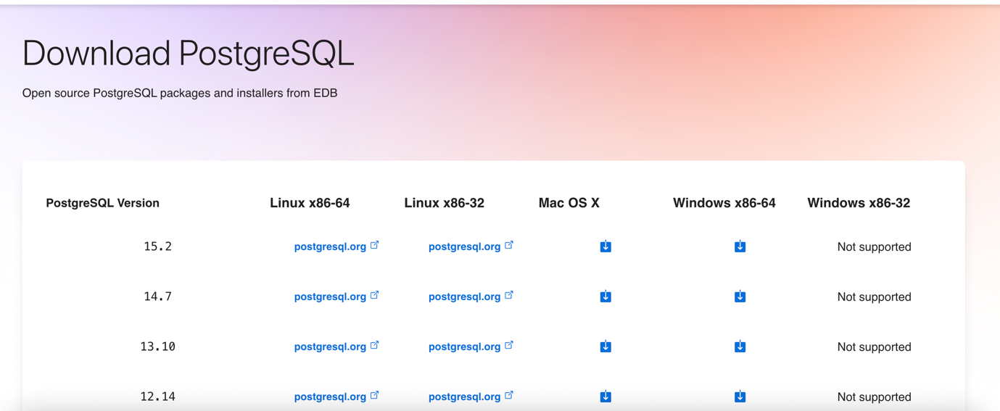 Download PostgreSQL
Open source PostgreSQL packages and installers from EDB
PostgreSQL Version Linux x86-64 Linux x86-32 Mac OS X Windows x86-64 Windows x86-32
15.2 postgresql.org postgresql.org Not supported
14.7 postgresql.org postgresql.org Not supported
13.10 postgresql.org postgresql.org Not supported
12.14 postgresql.org postgresql.org Not supported